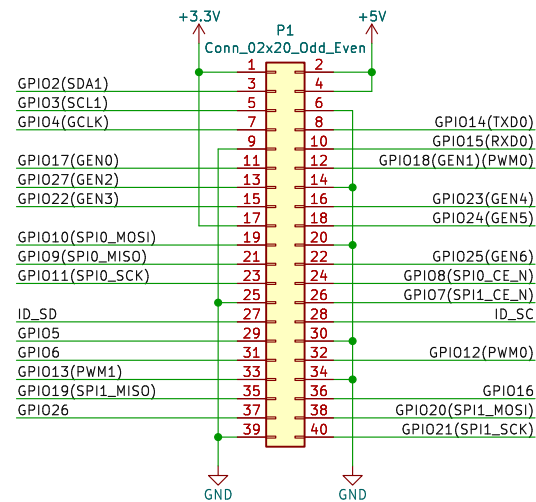 +3.3V +5V
P1
Conn_02x20_Odd_Even
1 2
GPIO2(SDA1) 3 4
GPIO3(SCL1) 5 6
GPIO4(GCLK) 7 8 GPIO14(TXD0)
9 10 GPIO15(RXD0)
GPIO17(GEN0) 11 12 GPIO18(GEN1)(PWM0)
GPIO27(GEN2) 13 14
GPIO22(GEN3) 15 16 GPIO23(GEN4)
17 18 GPIO24(GEN5)
GPIO10(SPI0_MOSI) 19 20
GPIO9(SPI0_MISO) 21 22 GPIO25(GEN6)
GPIO11(SPI0_SCK) 23 24 GPIO8(SPI0_CE_N)
25 26 GPIO7(SPI1_CE_N)
ID_SD 27 28 ID_SC
GPIO5 29 30
GPIO6 31 32 GPIO12(PWM0)
GPIO13(PWM1) 33 34
GPIO19(SPI1_MISO) 35 36 GPIO16
GPIO26 37 38 GPIO20(SPI1_MOSI)
39 40 GPIO21(SPI1_SCK)
GND GND